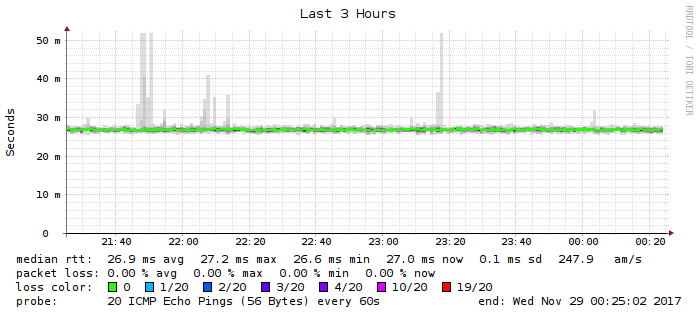 Last 3 Hours
RRDTOOL / TOBI OETIKER
Seconds
50 m
40 m
30 m
20 m
10 m
0
21:40 22:00 22:20 22:40 23:00 23:20 23:40 00:00 00:20
median rtt: 26.9 ms avg 27.2 ms max 26.6 ms min 27.0 ms now 0.1 ms sd 247.9 am/s
packet loss: 0.00 % avg 0.00 % max 0.00 % min 0.00 % now
loss color: 0 1/20 2/20 3/20 4/20 10/20 19/20
probe: 20 ICMP Echo Pings (56 Bytes) every 60s end: Wed Nov 29 00:25:02 2017